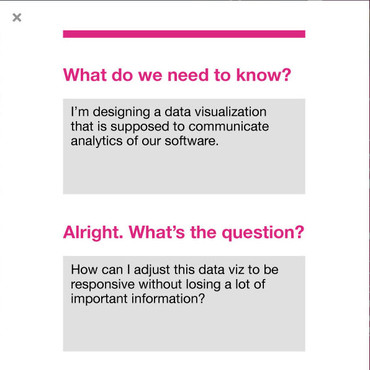 What do we need to know?
I'm designing a data visualization
that is supposed to communicate
analytics of our software.
Alright. What's the question?
How can I adjust this data viz to be
responsive without losing a lot of
important information?